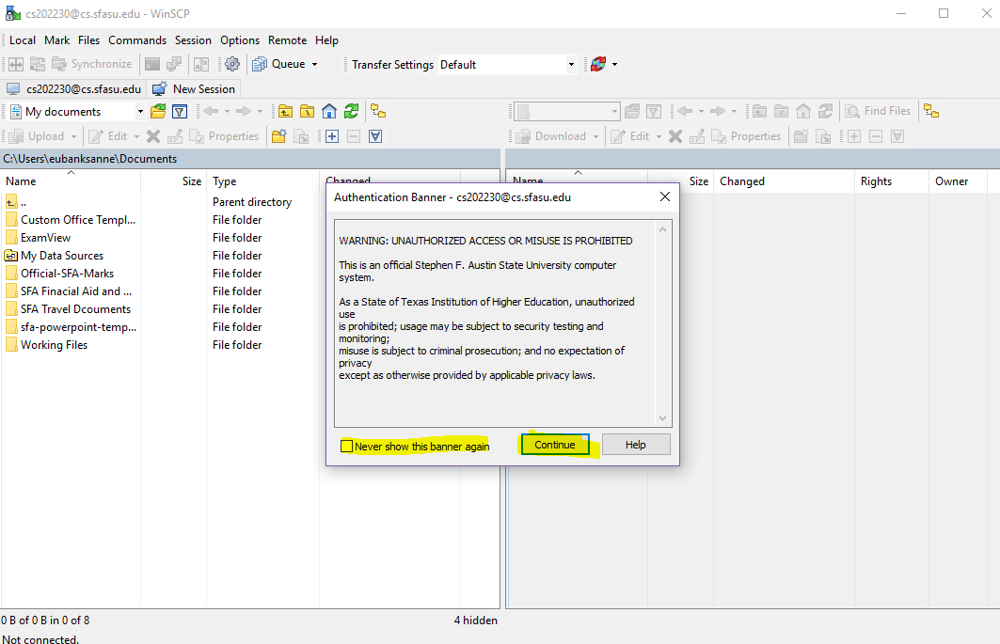 cs202230@cs.sfasu.edu - WinSCP
Local Mark Files Commands Session Options Remote Help
Synchronize Queue Transfer Settings Default
cs202230@cs.sfasu.edu New Session
My documents Find Files
Upload Edit Properties Download Edit Properties
C:\Users\eubanksanne\Documents
Name Size Type Changed Name Size Changed Rights Owner
.. Parent directory
Custom Office Templ... File folder
ExamView File folder
My Data Sources File folder
Official-SFA-Marks File folder
SFA Finacial Aid and ... File folder
SFA Travel Dcouments File folder
sfa-powerpoint-temp... File folder
Working Files File folder
Authentication Banner - cs202230@cs.sfasu.edu
WARNING: UNAUTHORIZED ACCESS OR MISUSE IS PROHIBITED
This is an official Stephen F. Austin State University computer
system.
As a State of Texas Institution of Higher Education, unauthorized
use
is prohibited; usage may be subject to security testing and
monitoring;
misuse is subject to criminal prosecution; and no expectation of
privacy
except as otherwise provided by applicable privacy laws.
Never show this banner again Continue Help
0 B of 0 B in 0 of 8 4 hidden
Not connected.